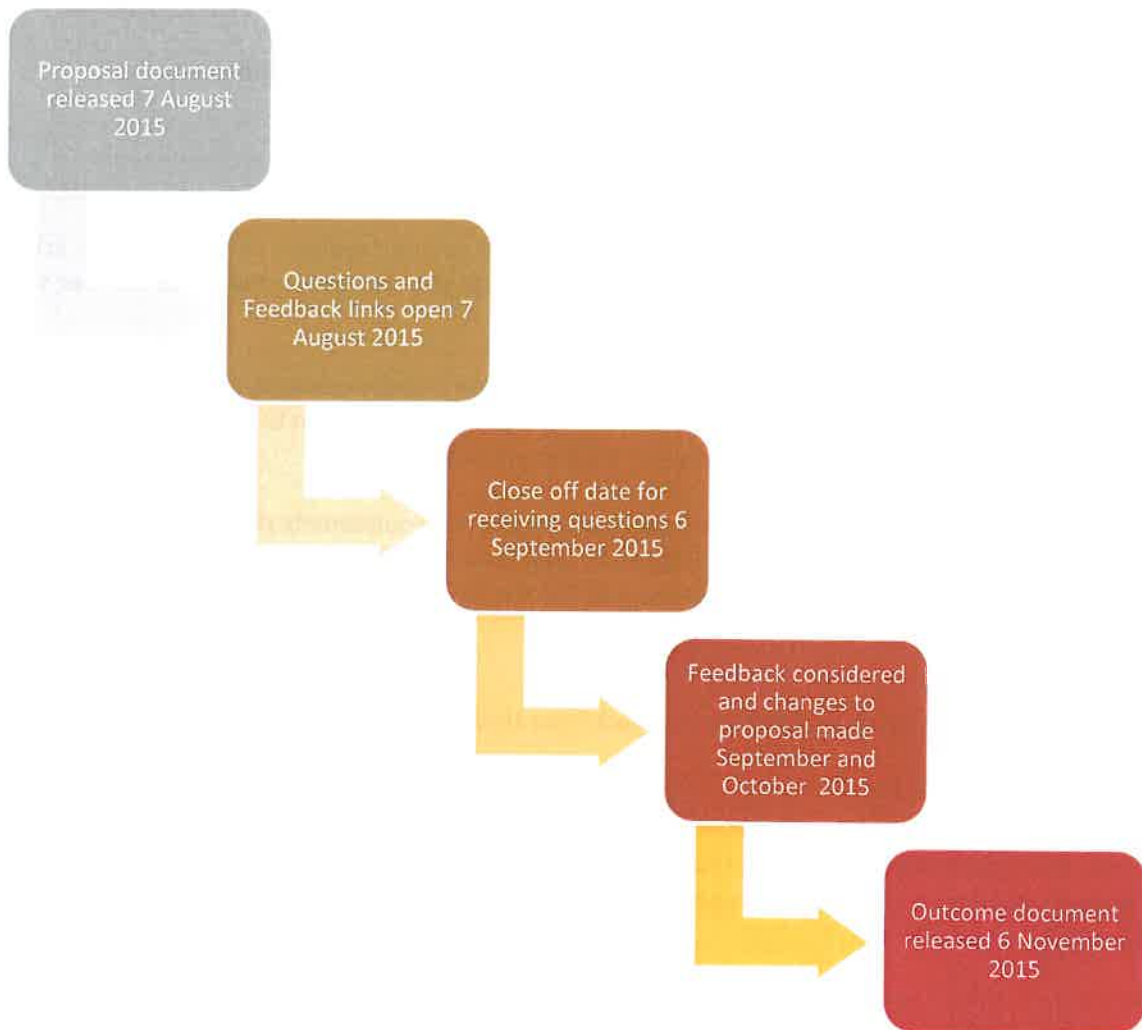 Proposal document
released 7 August
2015
Questions and
Feedback links open 7
August 2015
Close off date for
receiving questions 6
September 2015
Feedback considered
and changes to
proposal made
September and
October 2015
Outcome document
released 6 November
2015